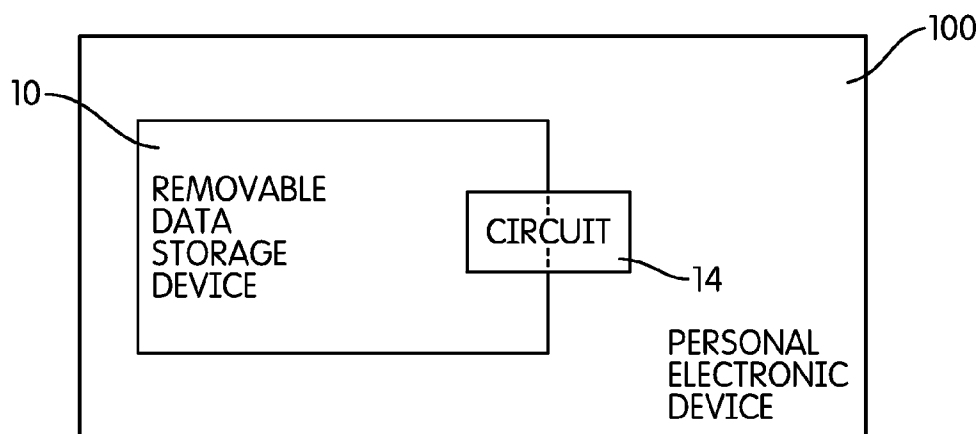 100
10
REMOVABLE
DATA
STORAGE
DEVICE
CIRCUIT
14
PERSONAL
ELECTRONIC
DEVICE